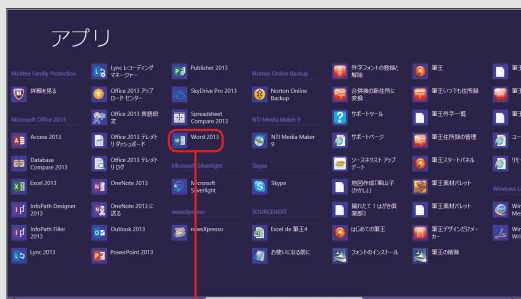 アプリ
McAfee Family Protection
詳細を見る
Microsoft Office 2013
Access 2013
Database
Compare 2013
Excel 2013
InfoPath Designer
2013
InfoPath Filler
2013
Lync 2013
Lync レコーディング
マネージャー
Office 2013 アップ
ロード センター
Office 2013 言語設
定
Office 2013 テレメト
リ ダッシュボード
Office 2013 テレメト
リ ログ
OneNote 2013
OneNote 2013 に
送る
Outlook 2013
PowerPoint 2013
Publisher 2013
SkyDrive Pro 2013
Spreadsheet
Compare 2013
Word 2013
Microsoft Silverlight
Microsoft
Silverlight
newsXpresso
newsXpresso
Norton Online Backup
Norton Online
Backup
NTI Media Maker 9
NTI Media Maker
9
Skype
Skype
SOURCENEXT
Excel de 筆王4
お使いになる前に
外字フォントの登録と
解除
合併後の新住所に
変換
サポートツール
サポートページ
ソースネクスト アップ
デート
はじめての筆王
フォントのインストール
筆王
筆王いつでも住所録
筆王外字一覧
筆王住所録の管理
筆王スタートパネル
筆王素材パレット
筆王素材パレット
筆王デザインだけメー
カー
筆王の削除
Windows L